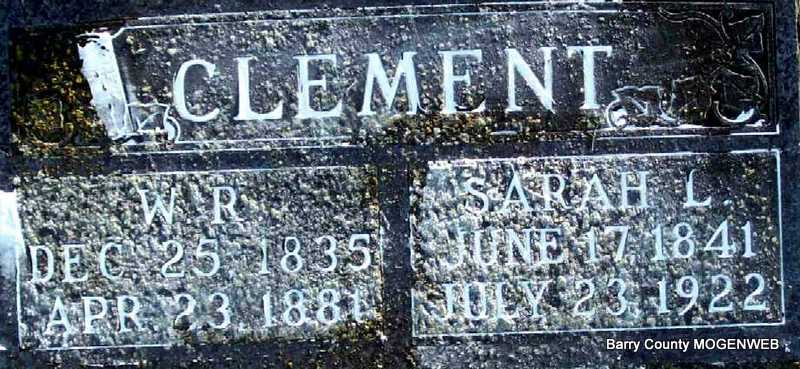 CLEMENT
W R
DEC 25, 1835
APR 23, 1881
SARAH L.
JUNE 17, 1841
JULY 23, 1922
Barry County MOGENWEB